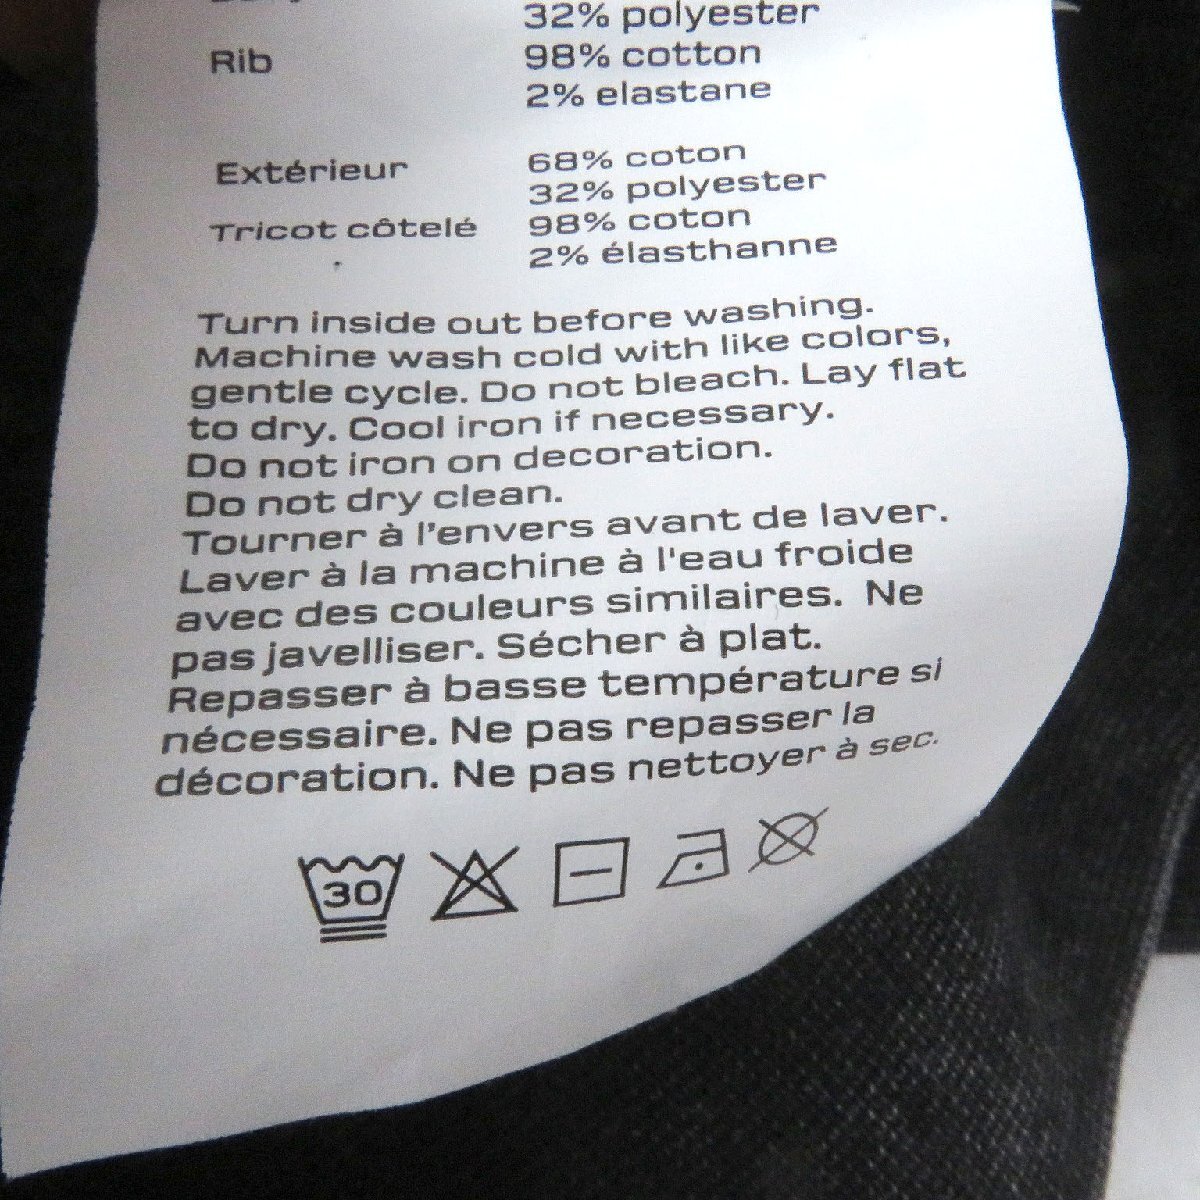 32% polyester
Rib 98% cotton
2% elastane
Extérieur 68% coton
32% polyester
Tricot côtelé 98% coton
2% élasthanne
Turn inside out before washing.
Machine wash cold with like colors,
gentle cycle. Do not bleach. Lay flat
to dry. Cool iron if necessary.
Do not iron on decoration.
Do not dry clean.
Tourner à l'envers avant de laver.
Laver à la machine à l'eau froide
avec des couleurs similaires. Ne
pas javelliser. Sécher à plat.
Repasser à basse température si
nécessaire. Ne pas repasser la
décoration. Ne pas nettoyer à sec.
30